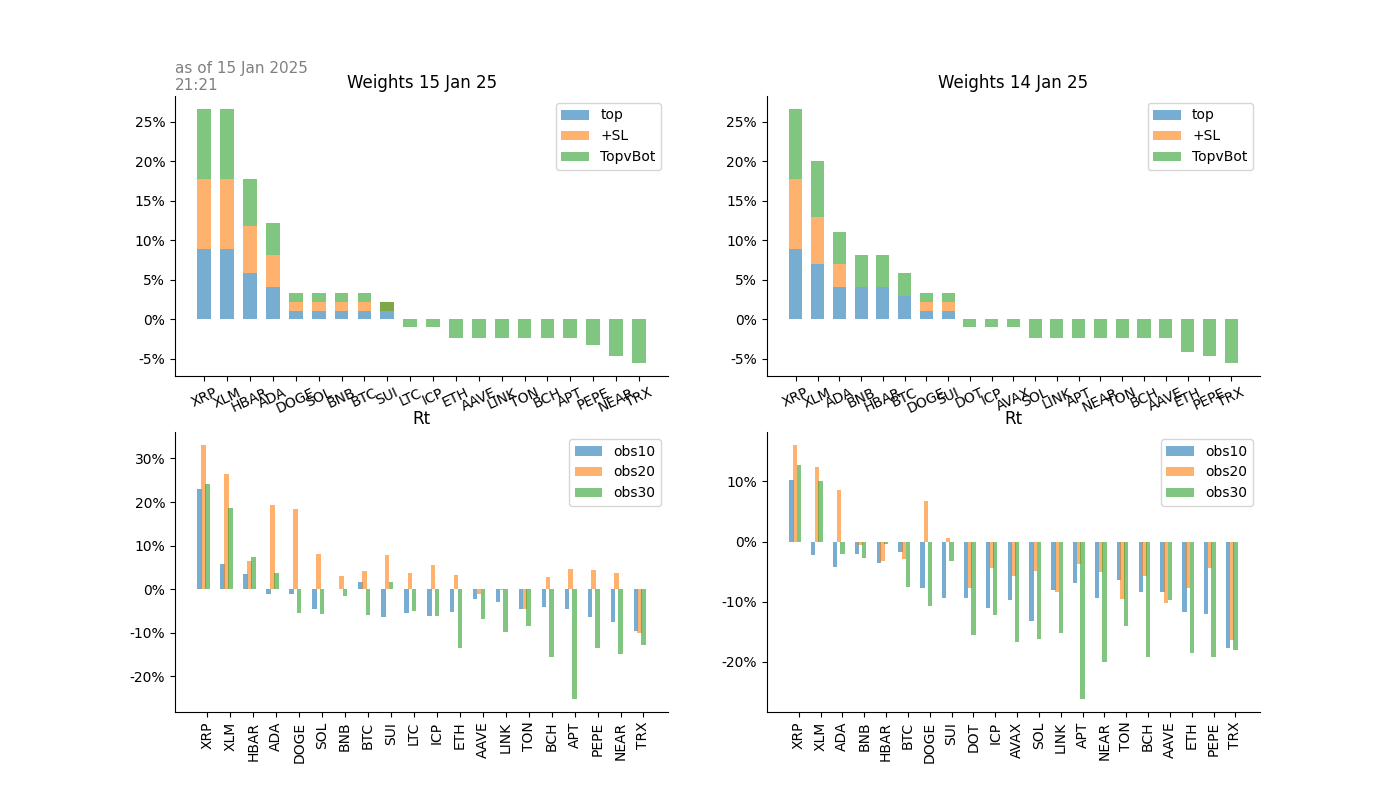 as of 15 Jan 2025
21:21
Weights 15 Jan 25
top
+SL
TopvBot
25%
20%
15%
10%
5%
0%
-5%
XRP XLM HBAR ADA DOGE SOL BNB BTC SUI LTC ICP ETH AAVE LINK TON BCH APT PEPE NEAR TRX
Weights 14 Jan 25
top
+SL
TopvBot
25%
20%
15%
10%
5%
0%
-5%
XRP XLM ADA BNB HBAR BTC DOGE SUI DOT ICP AVAX SOL LINK APT NEAR TON BCH AAVE ETH PEPE TRX
Rt
obs10
obs20
obs30
30%
20%
10%
0%
-10%
-20%
XRP XLM HBAR ADA DOGE SOL BNB BTC SUI LTC ICP ETH AAVE LINK TON BCH APT PEPE NEAR TRX
Rt
obs10
obs20
obs30
10%
0%
-10%
-20%
XRP XLM ADA BNB HBAR BTC DOGE SUI DOT ICP AVAX SOL LINK APT NEAR TON BCH AAVE ETH PEPE TRX